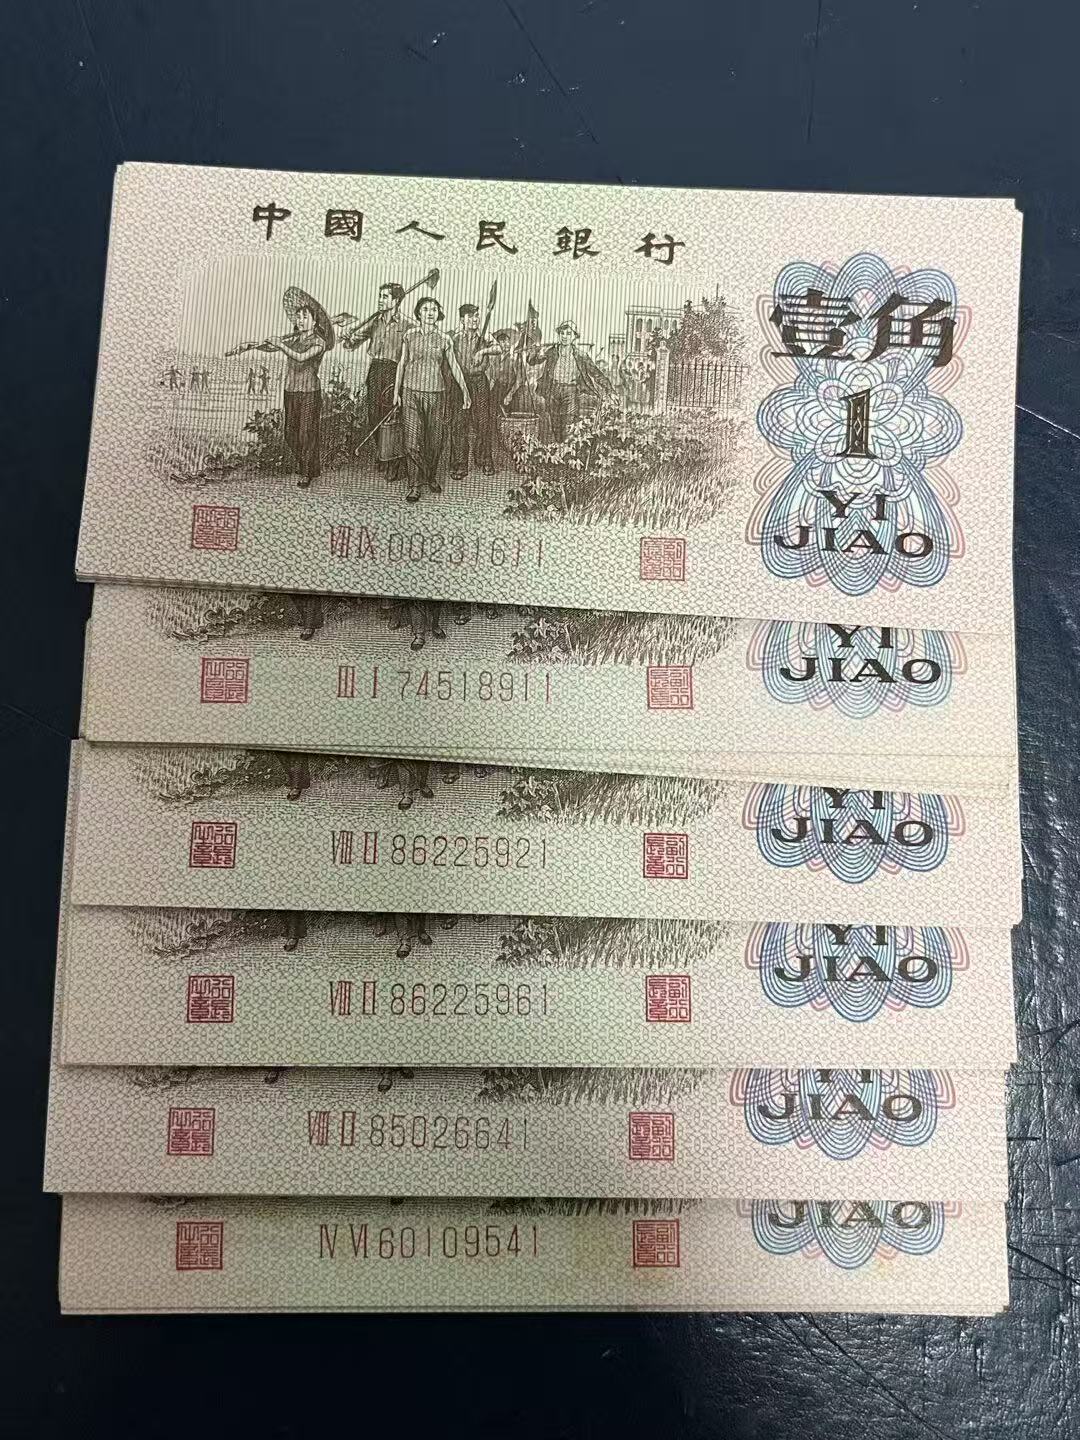 中國人民銀行
壹角
1
YI
JIAO
Ⅷ Ⅸ 00231611
YI
JIAO
Ⅲ Ⅰ 74518911
YI
JIAO
Ⅷ Ⅱ 86225921
YI
JIAO
Ⅷ Ⅱ 86225961
YI
JIAO
Ⅷ Ⅱ 85026641
JIAO
Ⅳ Ⅵ 60109541